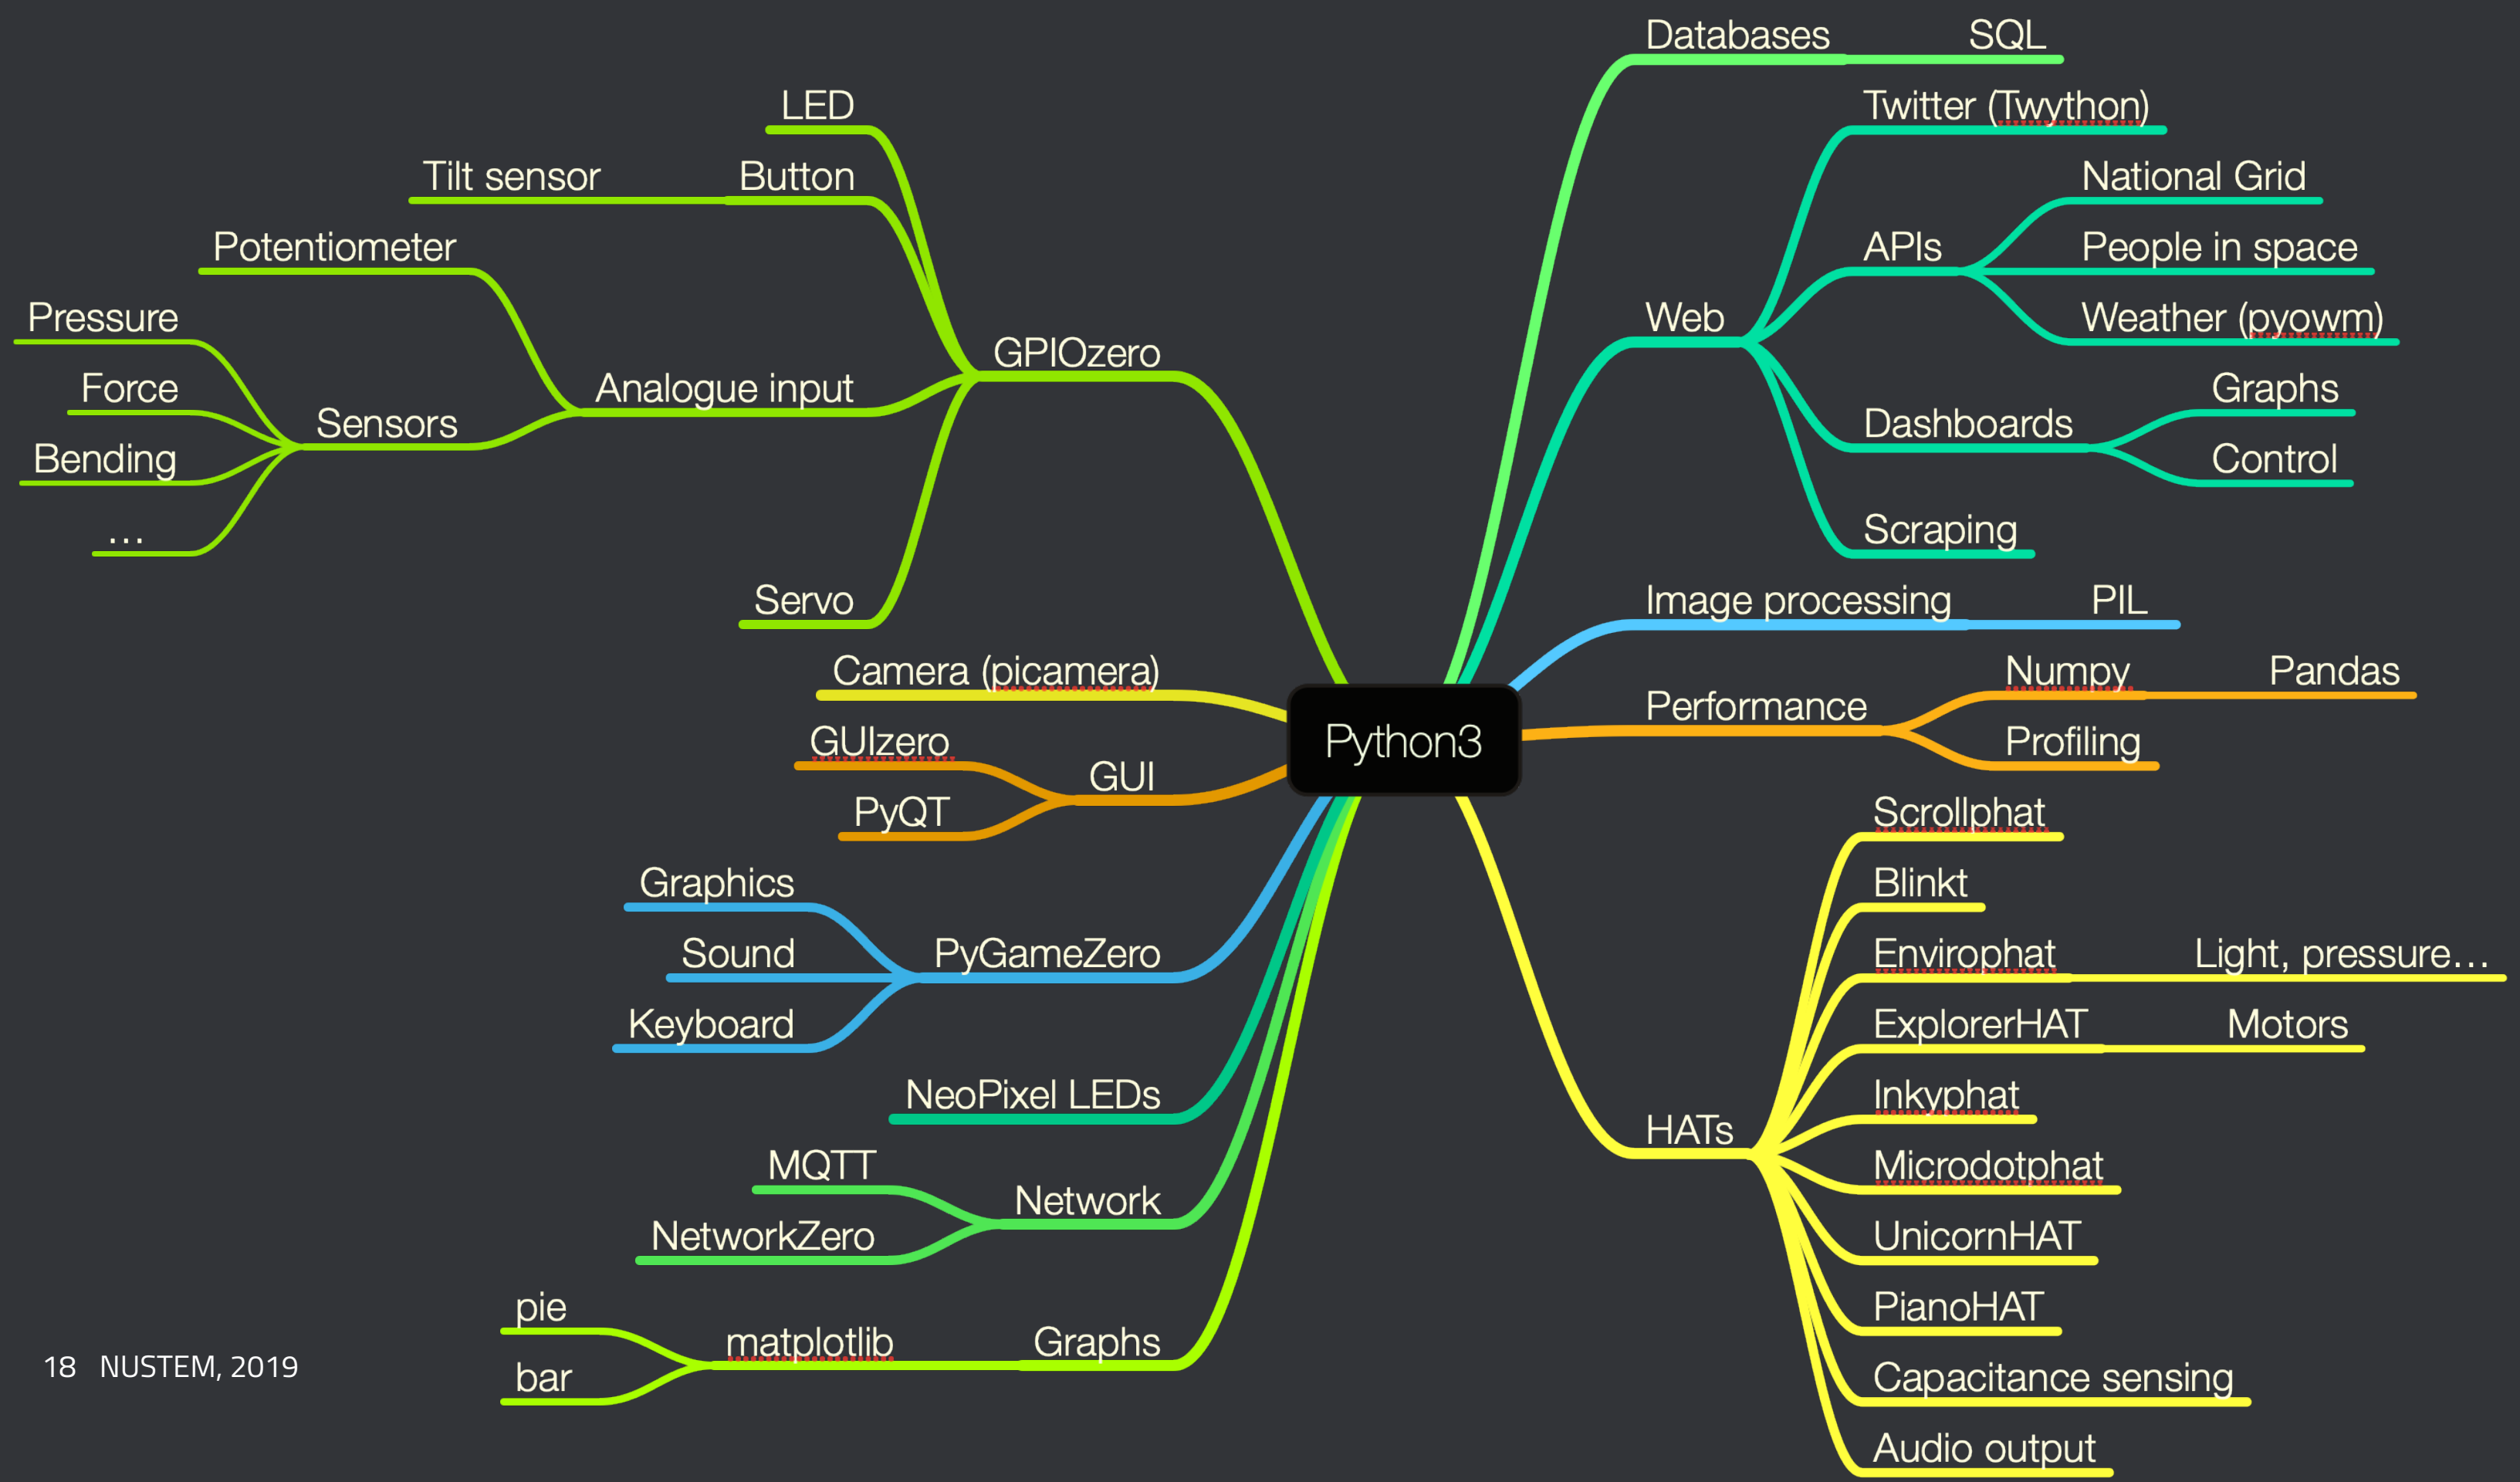 Python3
Databases
SQL
Web
Twitter (Twython)
APIs
National Grid
People in space
Weather (pyowm)
Dashboards
Graphs
Control
Scraping
Image processing
PIL
Performance
Numpy
Pandas
Profiling
HATs
Scrollphat
Blinkt
Envirophat
Light, pressure…
ExplorerHAT
Motors
Inkyphat
Microdotphat
UnicornHAT
PianoHAT
Capacitance sensing
Audio output
GPIOzero
LED
Button
Tilt sensor
Analogue input
Potentiometer
Sensors
Pressure
Force
Bending
…
Servo
Camera (picamera)
GUI
GUIzero
PyQT
PyGameZero
Graphics
Sound
Keyboard
NeoPixel LEDs
Network
MQTT
NetworkZero
Graphs
matplotlib
pie
bar
18 NUSTEM, 2019